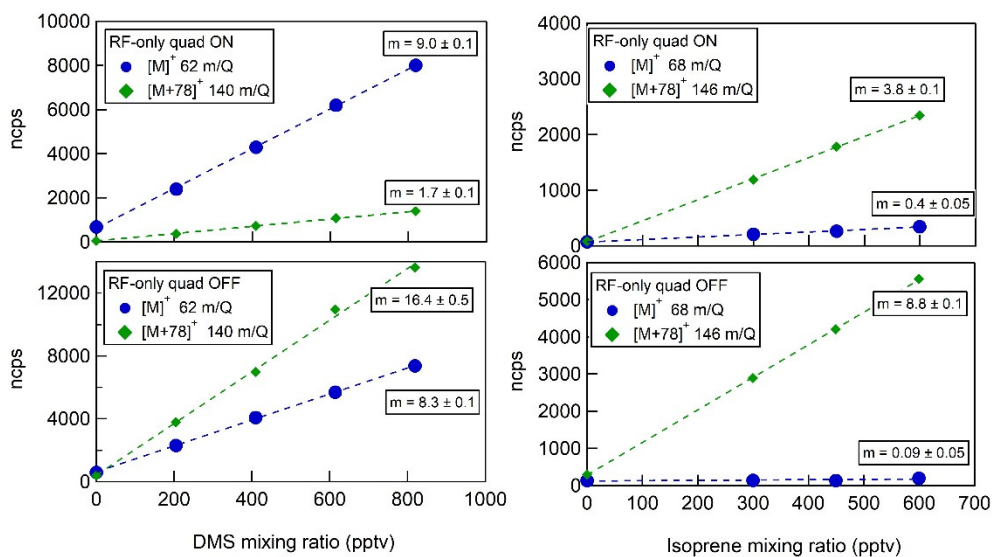 10000
8000
6000
4000
2000
0
ncps
RF-only quad ON
[M]+ 62 m/Q
[M+78]+ 140 m/Q
m = 9.0 ± 0.1
m = 1.7 ± 0.1
4000
3000
2000
1000
0
ncps
RF-only quad ON
[M]+ 68 m/Q
[M+78]+ 146 m/Q
m = 3.8 ± 0.1
m = 0.4 ± 0.05
12000
8000
4000
0
ncps
RF-only quad OFF
[M]+ 62 m/Q
[M+78]+ 140 m/Q
m = 16.4 ± 0.5
m = 8.3 ± 0.1
0 200 400 600 800 1000
DMS mixing ratio (pptv)
6000
5000
4000
3000
2000
1000
0
ncps
RF-only quad OFF
[M]+ 68 m/Q
[M+78]+ 146 m/Q
m = 8.8 ± 0.1
m = 0.09 ± 0.05
0 100 200 300 400 500 600 700
Isoprene mixing ratio (pptv)